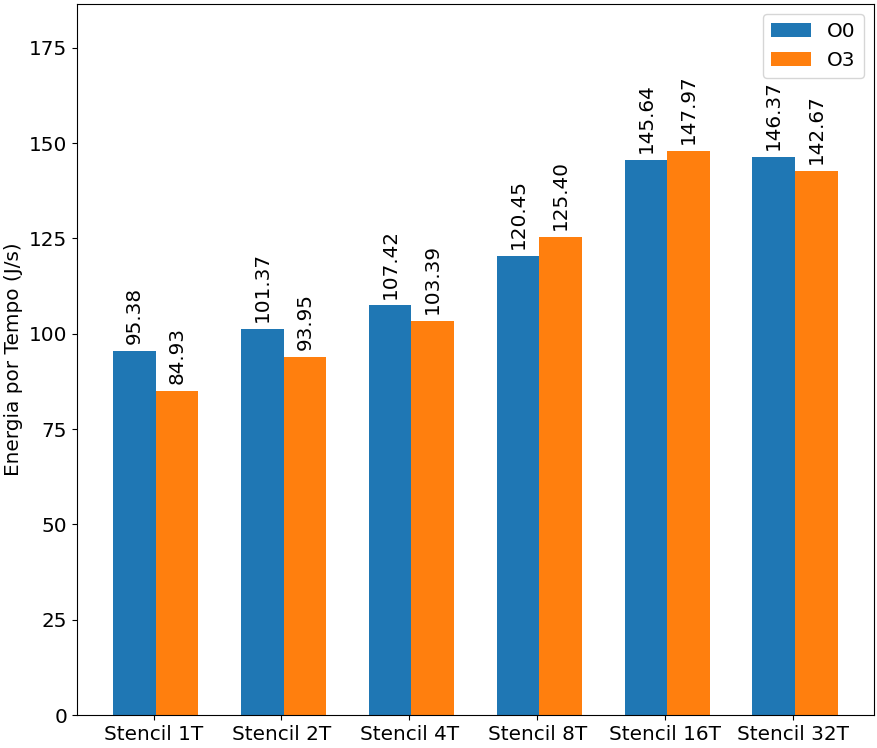 O0
O3
Energia por Tempo (J/s)
175
150
125
100
75
50
25
0
95.38
84.93
101.37
93.95
107.42
103.39
120.45
125.40
145.64
147.97
146.37
142.67
Stencil 1T
Stencil 2T
Stencil 4T
Stencil 8T
Stencil 16T
Stencil 32T